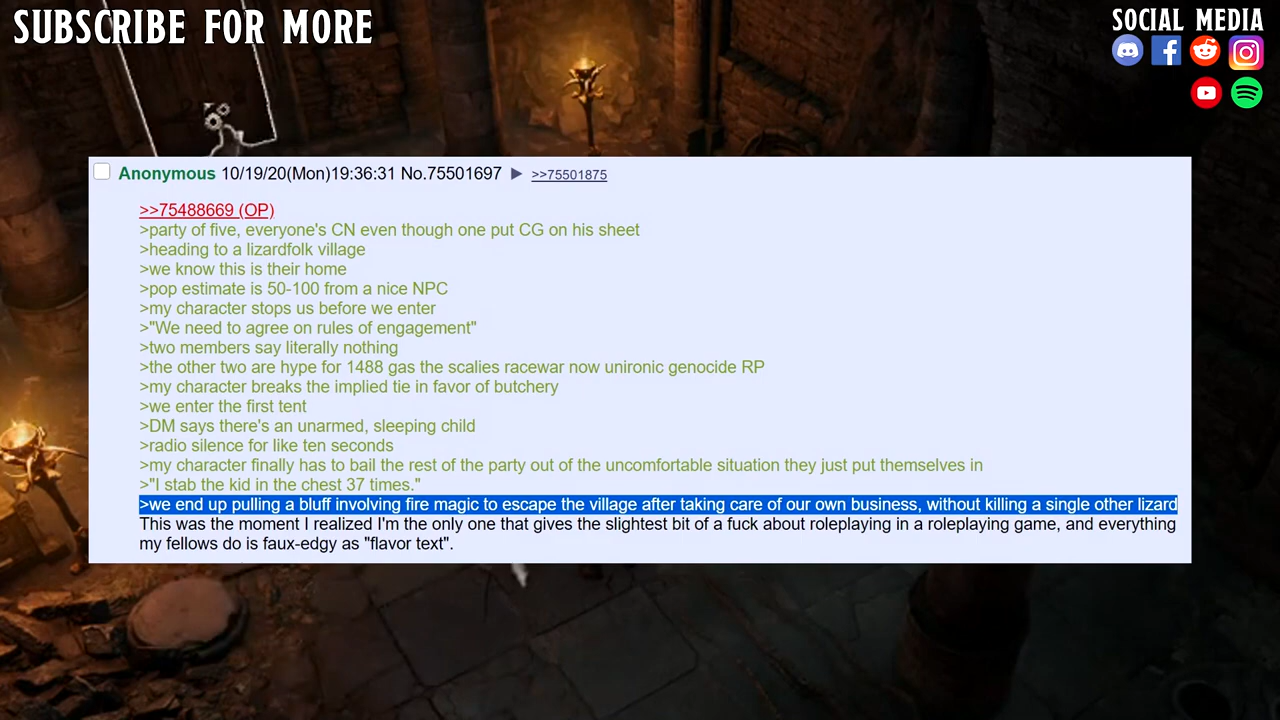 SUBSCRIBE FOR MORE
SOCIAL MEDIA
Anonymous 10/19/20(Mon)19:36:31 No.75501697 ▶ >>75501875
>>75488669 (OP)
>party of five, everyone's CN even though one put CG on his sheet
>heading to a lizardfolk village
>we know this is their home
>pop estimate is 50-100 from a nice NPC
>my character stops us before we enter
>"We need to agree on rules of engagement"
>two members say literally nothing
>the other two are hype for 1488 gas the scalies racewar now unironic genocide RP
>my character breaks the implied tie in favor of butchery
>we enter the first tent
>DM says there's an unarmed, sleeping child
>radio silence for like ten seconds
>my character finally has to bail the rest of the party out of the uncomfortable situation they just put themselves in
>"I stab the kid in the chest 37 times."
>we end up pulling a bluff involving fire magic to escape the village after taking care of our own business, without killing a single other lizard
This was the moment I realized I'm the only one that gives the slightest bit of a fuck about roleplaying in a roleplaying game, and everything
my fellows do is faux-edgy as "flavor text".